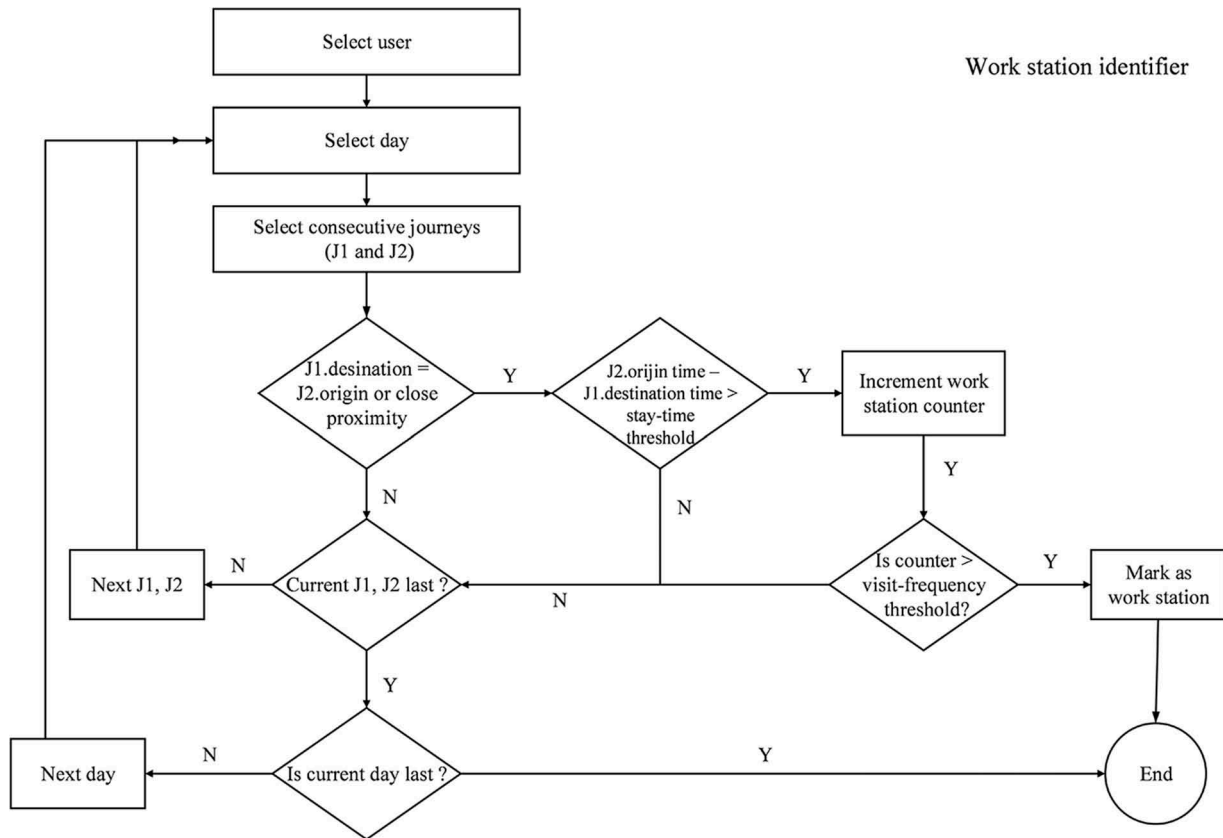 Select user
Work station identifier
Select day
Select consecutive journeys
(J1 and J2)
J1.desination =
J2.origin or close
proximity
Y
J2.orijin time –
J1.destination time >
stay-time
threshold
Y
Increment work
station counter
N
N
Y
Next J1, J2
N
Current J1, J2 last ?
N
Is counter >
visit-frequency
threshold?
Y
Mark as
work station
Y
Next day
N
Is current day last ?
Y
End